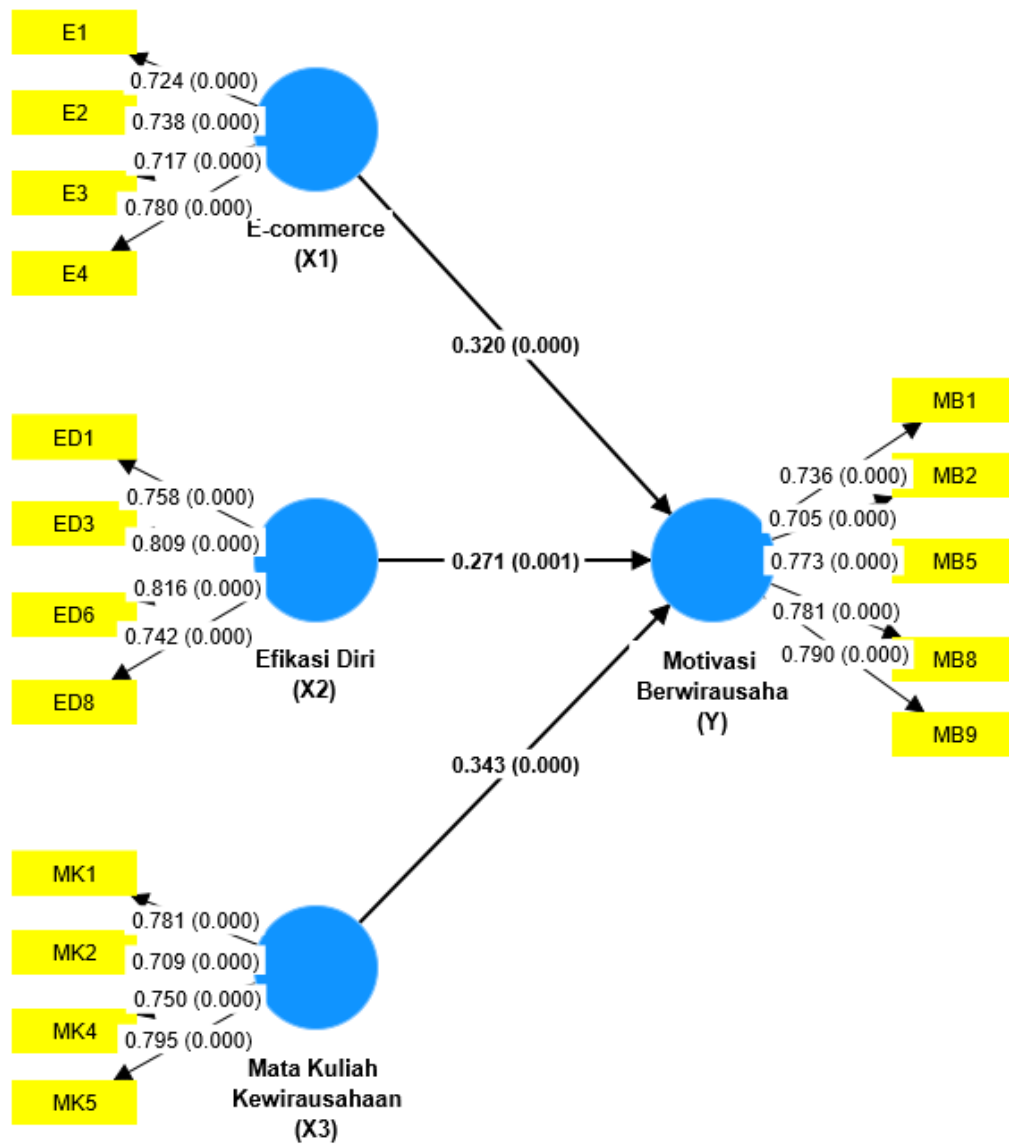 E1
0.724 (0.000)
E2
0.738 (0.000)
E3
0.717 (0.000)
0.780 (0.000)
E4
E-commerce
(X1)
0.320 (0.000)
ED1
0.758 (0.000)
ED3
0.809 (0.000)
ED6
0.816 (0.000)
0.742 (0.000)
ED8
Efikasi Diri
(X2)
0.271 (0.001)
MB1
0.736 (0.000)
MB2
0.705 (0.000)
MB5
0.773 (0.000)
0.781 (0.000)
MB8
0.790 (0.000)
MB9
Motivasi
Berwirausaha
(Y)
0.343 (0.000)
MK1
0.781 (0.000)
MK2
0.709 (0.000)
MK4
0.750 (0.000)
0.795 (0.000)
MK5
Mata Kuliah
Kewirausahaan
(X3)